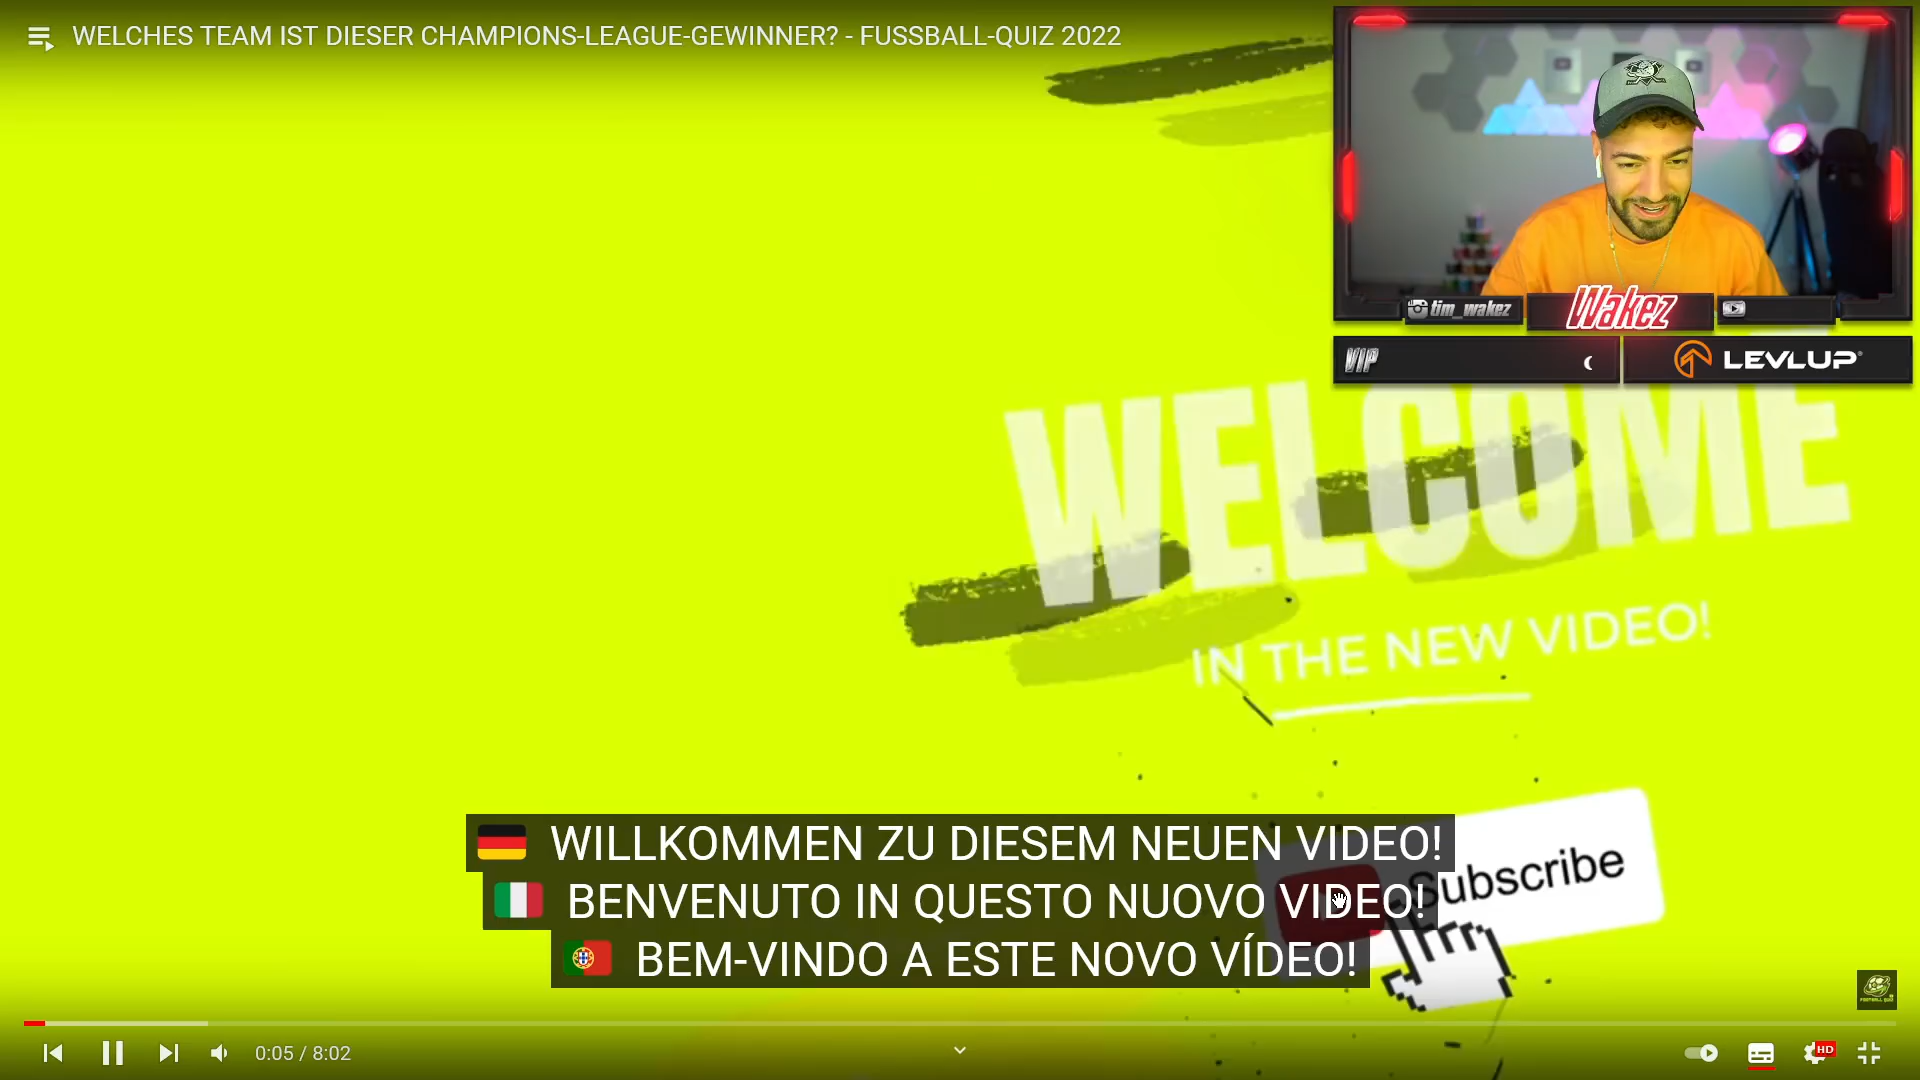 WELCHES TEAM IST DIESER CHAMPIONS-LEAGUE-GEWINNER? - FUSSBALL-QUIZ 2022
tim_wakez
Wakez
VIP
LEVLUP
WELCOME
IN THE NEW VIDEO!
WILLKOMMEN ZU DIESEM NEUEN VIDEO!
BENVENUTO IN QUESTO NUOVO VIDEO!
BEM-VINDO A ESTE NOVO VÍDEO!
Subscribe
FOOTBALL QUIZ
0:05 / 8:02
HD